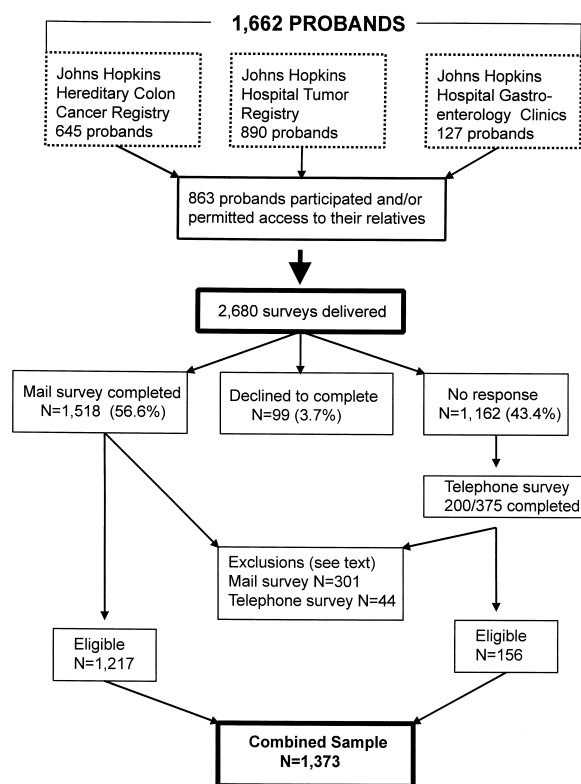 1,662 PROBANDS
Johns Hopkins
Hereditary Colon
Cancer Registry
645 probands
Johns Hopkins
Hospital Tumor
Registry
890 probands
Johns Hopkins
Hospital Gastro-
enterology Clinics
127 probands
863 probands participated and/or
permitted access to their relatives
2,680 surveys delivered
Mail survey completed
N=1,518 (56.6%)
Declined to complete
N=99 (3.7%)
No response
N=1,162 (43.4%)
Telephone survey
200/375 completed
Exclusions (see text)
Mail survey N=301
Telephone survey N=44
Eligible
N=1,217
Eligible
N=156
Combined Sample
N=1,373